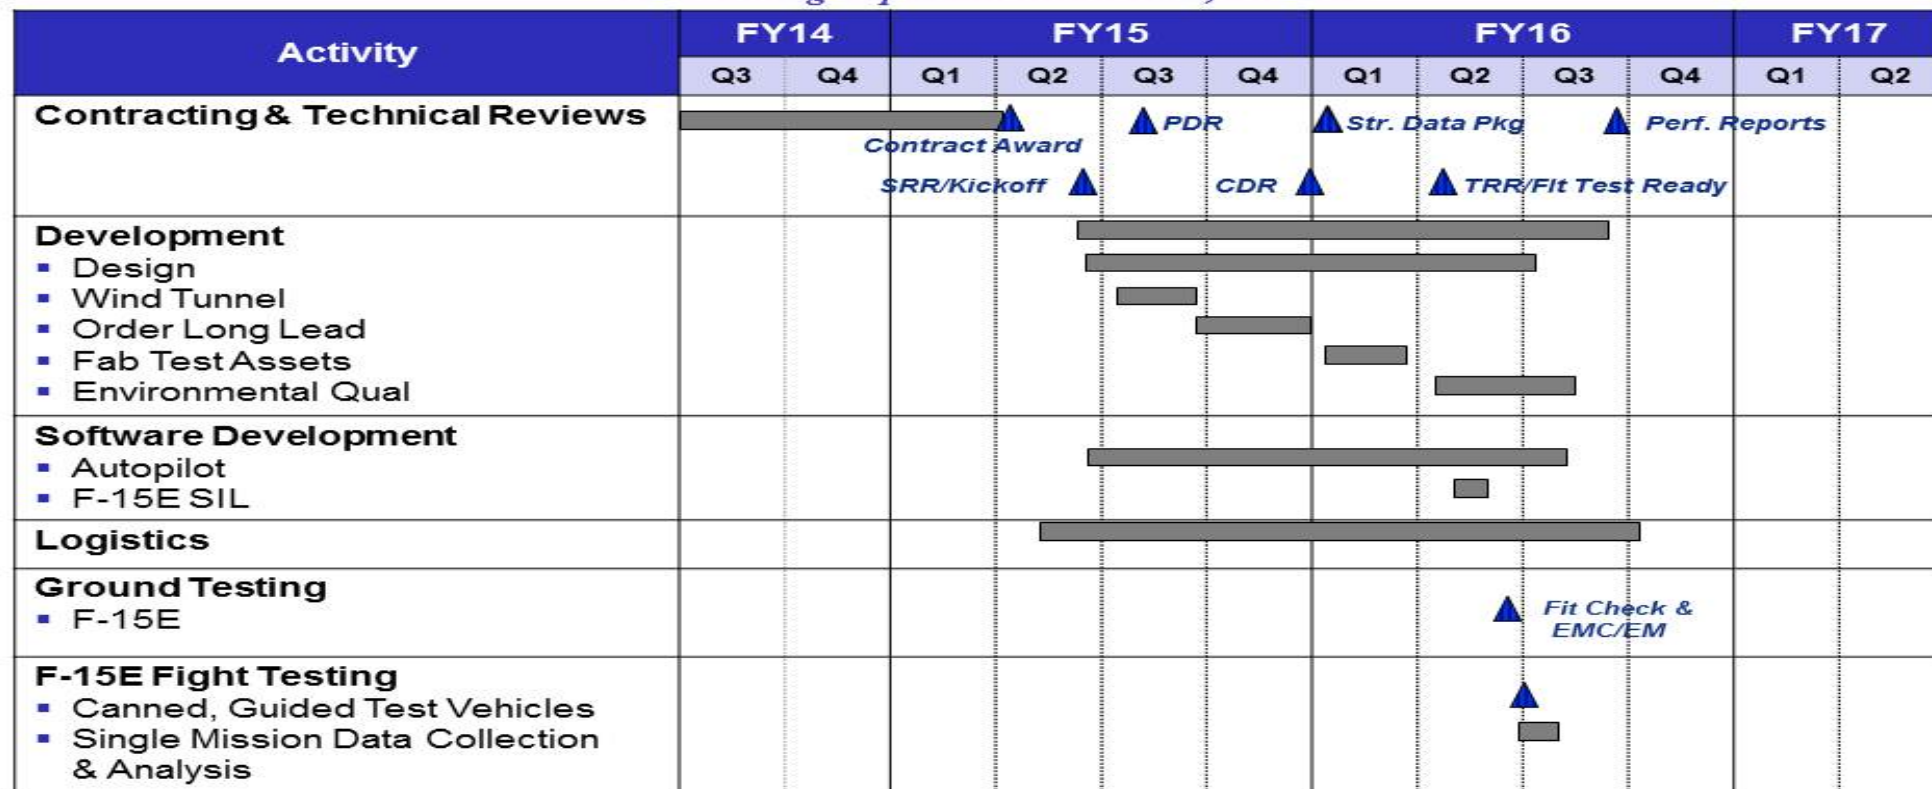 Activity
FY14 FY15 FY16 FY17
Q3 Q4 Q1 Q2 Q3 Q4 Q1 Q2 Q3 Q4 Q1 Q2
Contracting & Technical Reviews
PDR Str. Data Pkg Perf. Reports
Contract Award
SRR/Kickoff CDR TRR/Flt Test Ready
Development
▪ Design
▪ Wind Tunnel
▪ Order Long Lead
▪ Fab Test Assets
▪ Environmental Qual
Software Development
▪ Autopilot
▪ F-15E SIL
Logistics
Ground Testing
▪ F-15E
Fit Check &
EMC/EM
F-15E Fight Testing
▪ Canned, Guided Test Vehicles
▪ Single Mission Data Collection
& Analysis